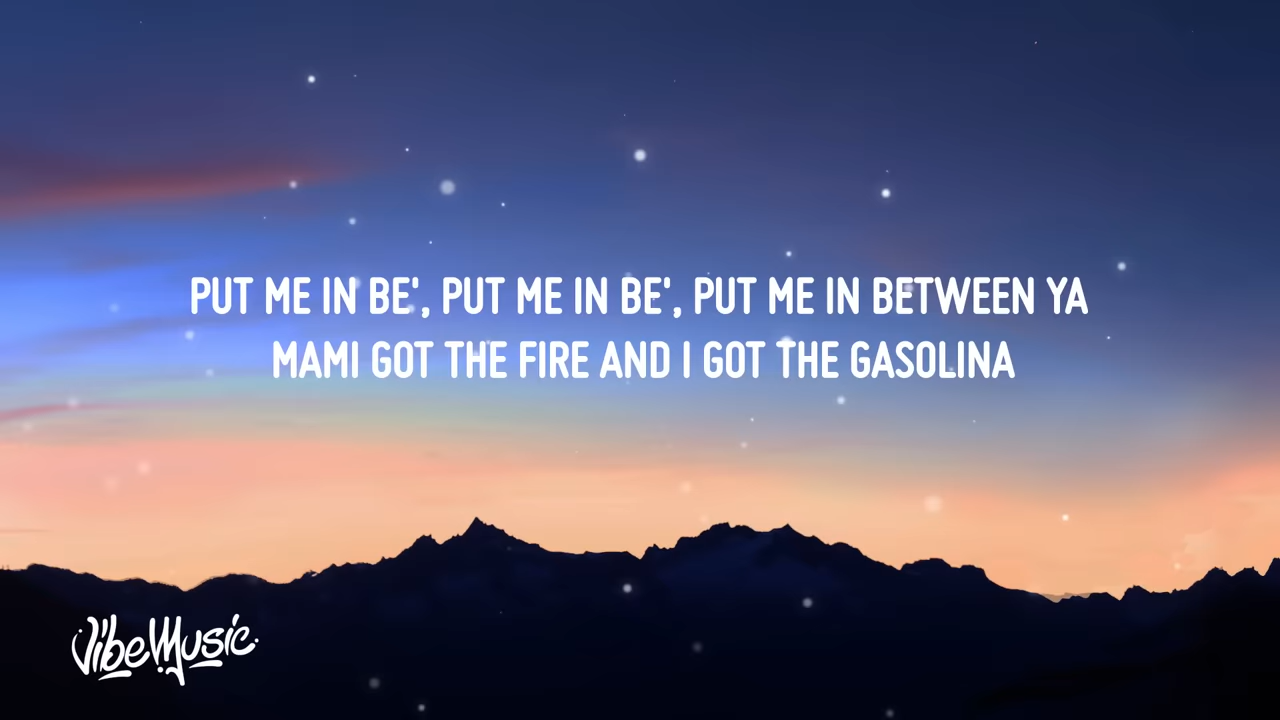 PUT ME IN BE', PUT ME IN BE', PUT ME IN BETWEEN YA
MAMI GOT THE FIRE AND I GOT THE GASOLINA
VibeMusic